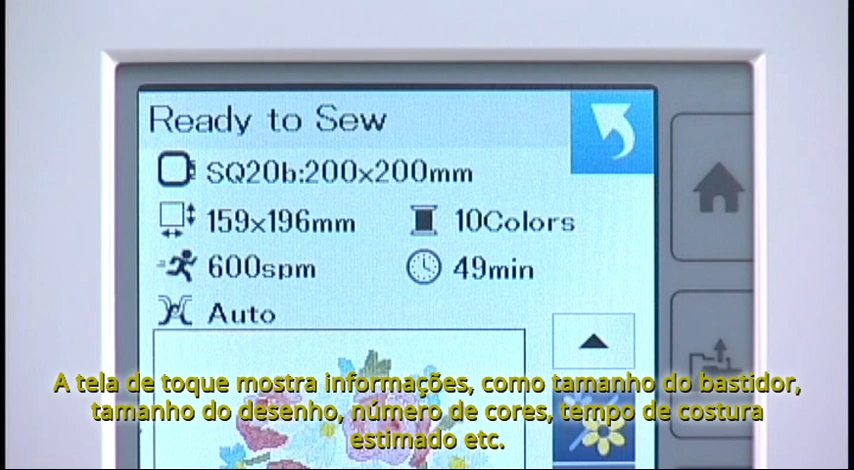 Ready to Sew
SQ20b:200x200mm
159x196mm 10Colors
600spm 49min
Auto
A tela de toque mostra informações, como tamanho do bastidor,
tamanho do desenho, número de cores, tempo de costura
estimado etc.